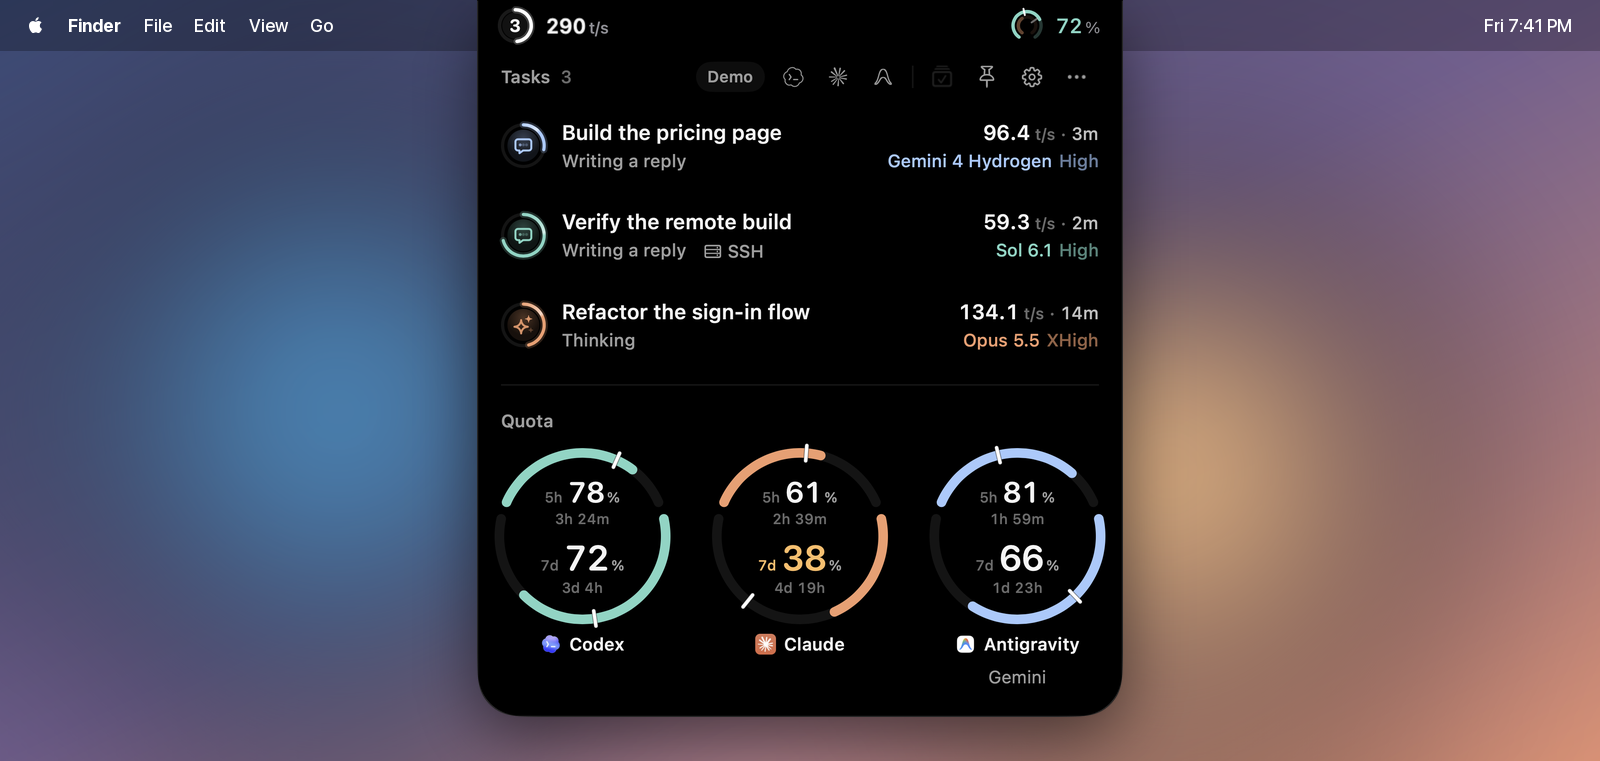 Finder File Edit View Go
Fri 7:41 PM
3 290 t/s
72 %
Tasks 3
Demo
Build the pricing page
96.4 t/s · 3m
Writing a reply
Gemini 4 Hydrogen High
Verify the remote build
59.3 t/s · 2m
Writing a reply SSH
Sol 6.1 High
Refactor the sign-in flow
134.1 t/s · 14m
Thinking
Opus 5.5 XHigh
Quota
5h 78 %
3h 24m
7d 72 %
3d 4h
Codex
5h 61 %
2h 39m
7d 38 %
4d 19h
Claude
5h 81 %
1h 59m
7d 66 %
1d 23h
Antigravity
Gemini